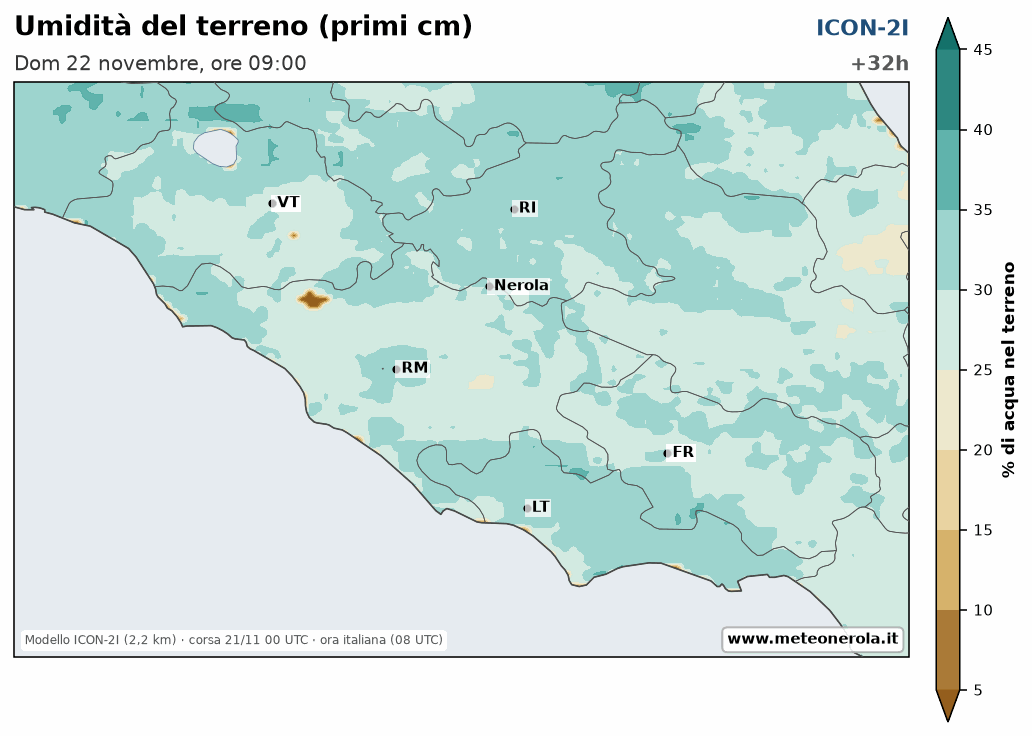 Umidità del terreno (primi cm)
ICON-2I
Dom 22 novembre, ore 09:00
+32h
VT
RI
Nerola
RM
FR
LT
Modello ICON-2I (2,2 km) · corsa 21/11 00 UTC · ora italiana (08 UTC)
www.meteonerola.it
45
40
35
30
25
20
15
10
5
% di acqua nel terreno